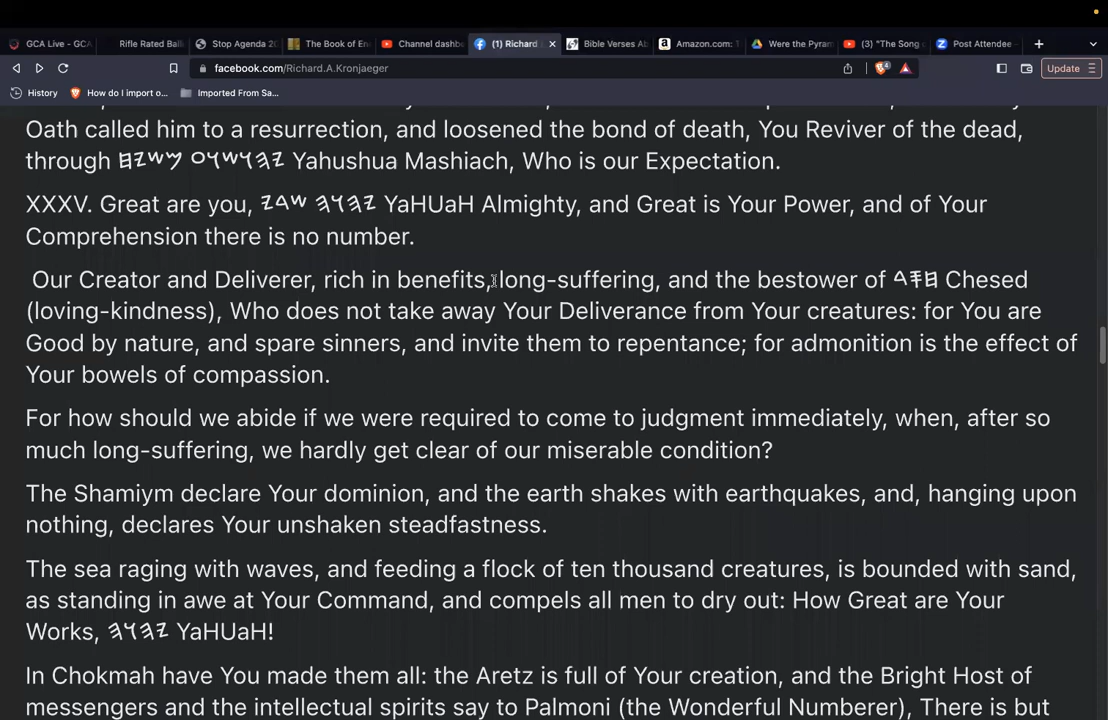 GCA Live - GCA
Rifle Rated Balli
Stop Agenda 20
The Book of En
Channel dashbo
(1) Richard
Bible Verses Ab
Amazon.com: T
Were the Pyram
(3) "The Song o
Post Attendee -
facebook.com/Richard.A.Kronjaeger
4
Update
History
How do I import o...
Imported From Sa...
Oath called him to a resurrection, and loosened the bond of death, You Reviver of the dead,
through Yahushua Mashiach, Who is our Expectation.
XXXV. Great are you, 𐤉𐤃𐤔 𐤄𐤅𐤄𐤉 YaHUaH Almighty, and Great is Your Power, and of Your
Comprehension there is no number.
Our Creator and Deliverer, rich in benefits, long-suffering, and the bestower of 𐤃𐤎𐤇 Chesed
(loving-kindness), Who does not take away Your Deliverance from Your creatures: for You are
Good by nature, and spare sinners, and invite them to repentance; for admonition is the effect of
Your bowels of compassion.
For how should we abide if we were required to come to judgment immediately, when, after so
much long-suffering, we hardly get clear of our miserable condition?
The Shamiym declare Your dominion, and the earth shakes with earthquakes, and, hanging upon
nothing, declares Your unshaken steadfastness.
The sea raging with waves, and feeding a flock of ten thousand creatures, is bounded with sand,
as standing in awe at Your Command, and compels all men to dry out: How Great are Your
Works, 𐤄𐤅𐤄𐤉 YaHUaH!
In Chokmah have You made them all: the Aretz is full of Your creation, and the Bright Host of
messengers and the intellectual spirits say to Palmoni (the Wonderful Numberer), There is but